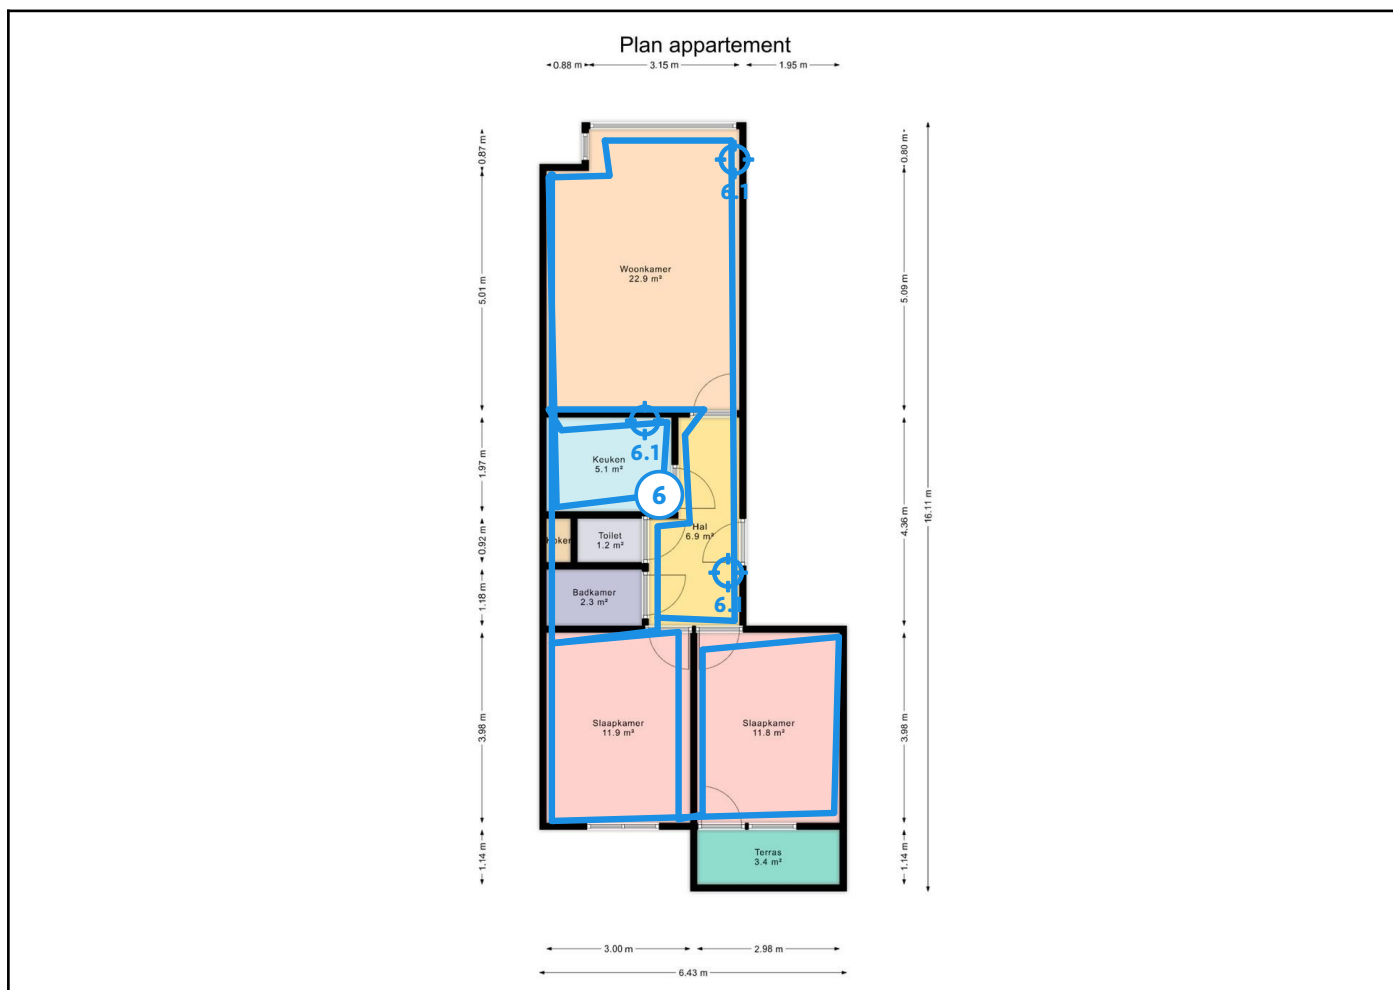 Plan appartement
0.88 m
3.15 m
1.95 m
0.87 m
0.80 m
6.1
5.01 m
Woonkamer
22.9 m²
5.09 m
16.11 m
1.97 m
Keuken
5.1 m²
6.1
6
4.36 m
0.92 m
Koker
Toilet
1.2 m²
Hal
6.9 m²
1.18 m
Badkamer
2.3 m²
6.1
3.98 m
Slaapkamer
11.9 m²
Slaapkamer
11.8 m²
3.98 m
1.14 m
Terras
3.4 m²
1.14 m
3.00 m
2.98 m
6.43 m